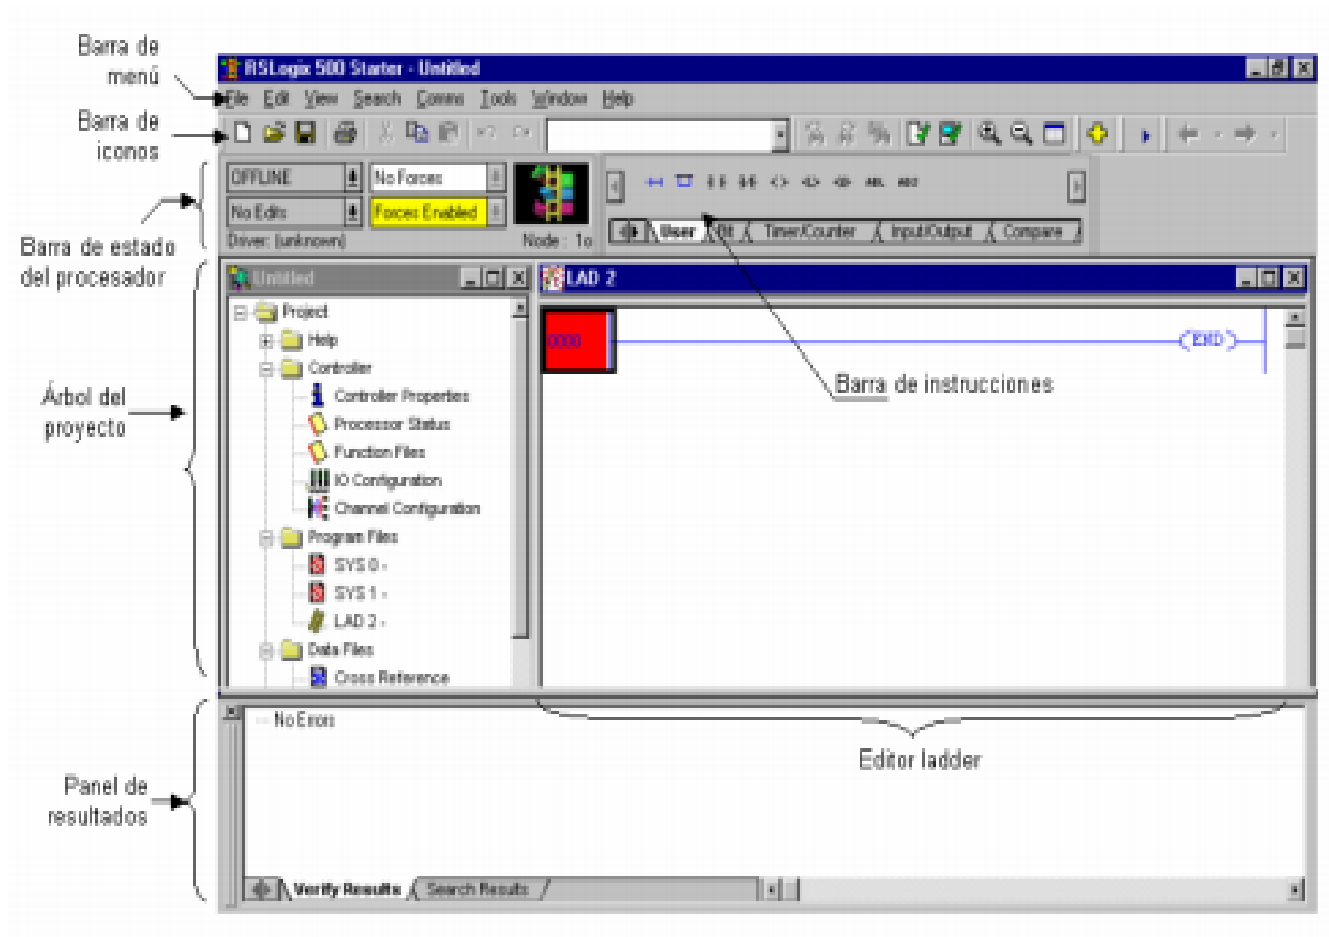 Barra de
menú
RSLogix 500 Starter - Untitled
File Edit View Search Comms Tools Window Help
Barra de
iconos
OFFLINE
No Forces
No Edits
Forces Enabled
Driver: (unknown)
Node : 1o
User Bit Timer/Counter Input/Output Compare
Barra de estado
del procesador
Untitled
LAD 2
Project
Help
Controller
Controller Properties
Processor Status
Function Files
IO Configuration
Channel Configuration
Program Files
SYS 0 -
SYS 1 -
LAD 2 -
Data Files
Cross Reference
0000
END
Barra de instrucciones
Árbol del
proyecto
No Errors
Editor ladder
Panel de
resultados
Verify Results Search Results